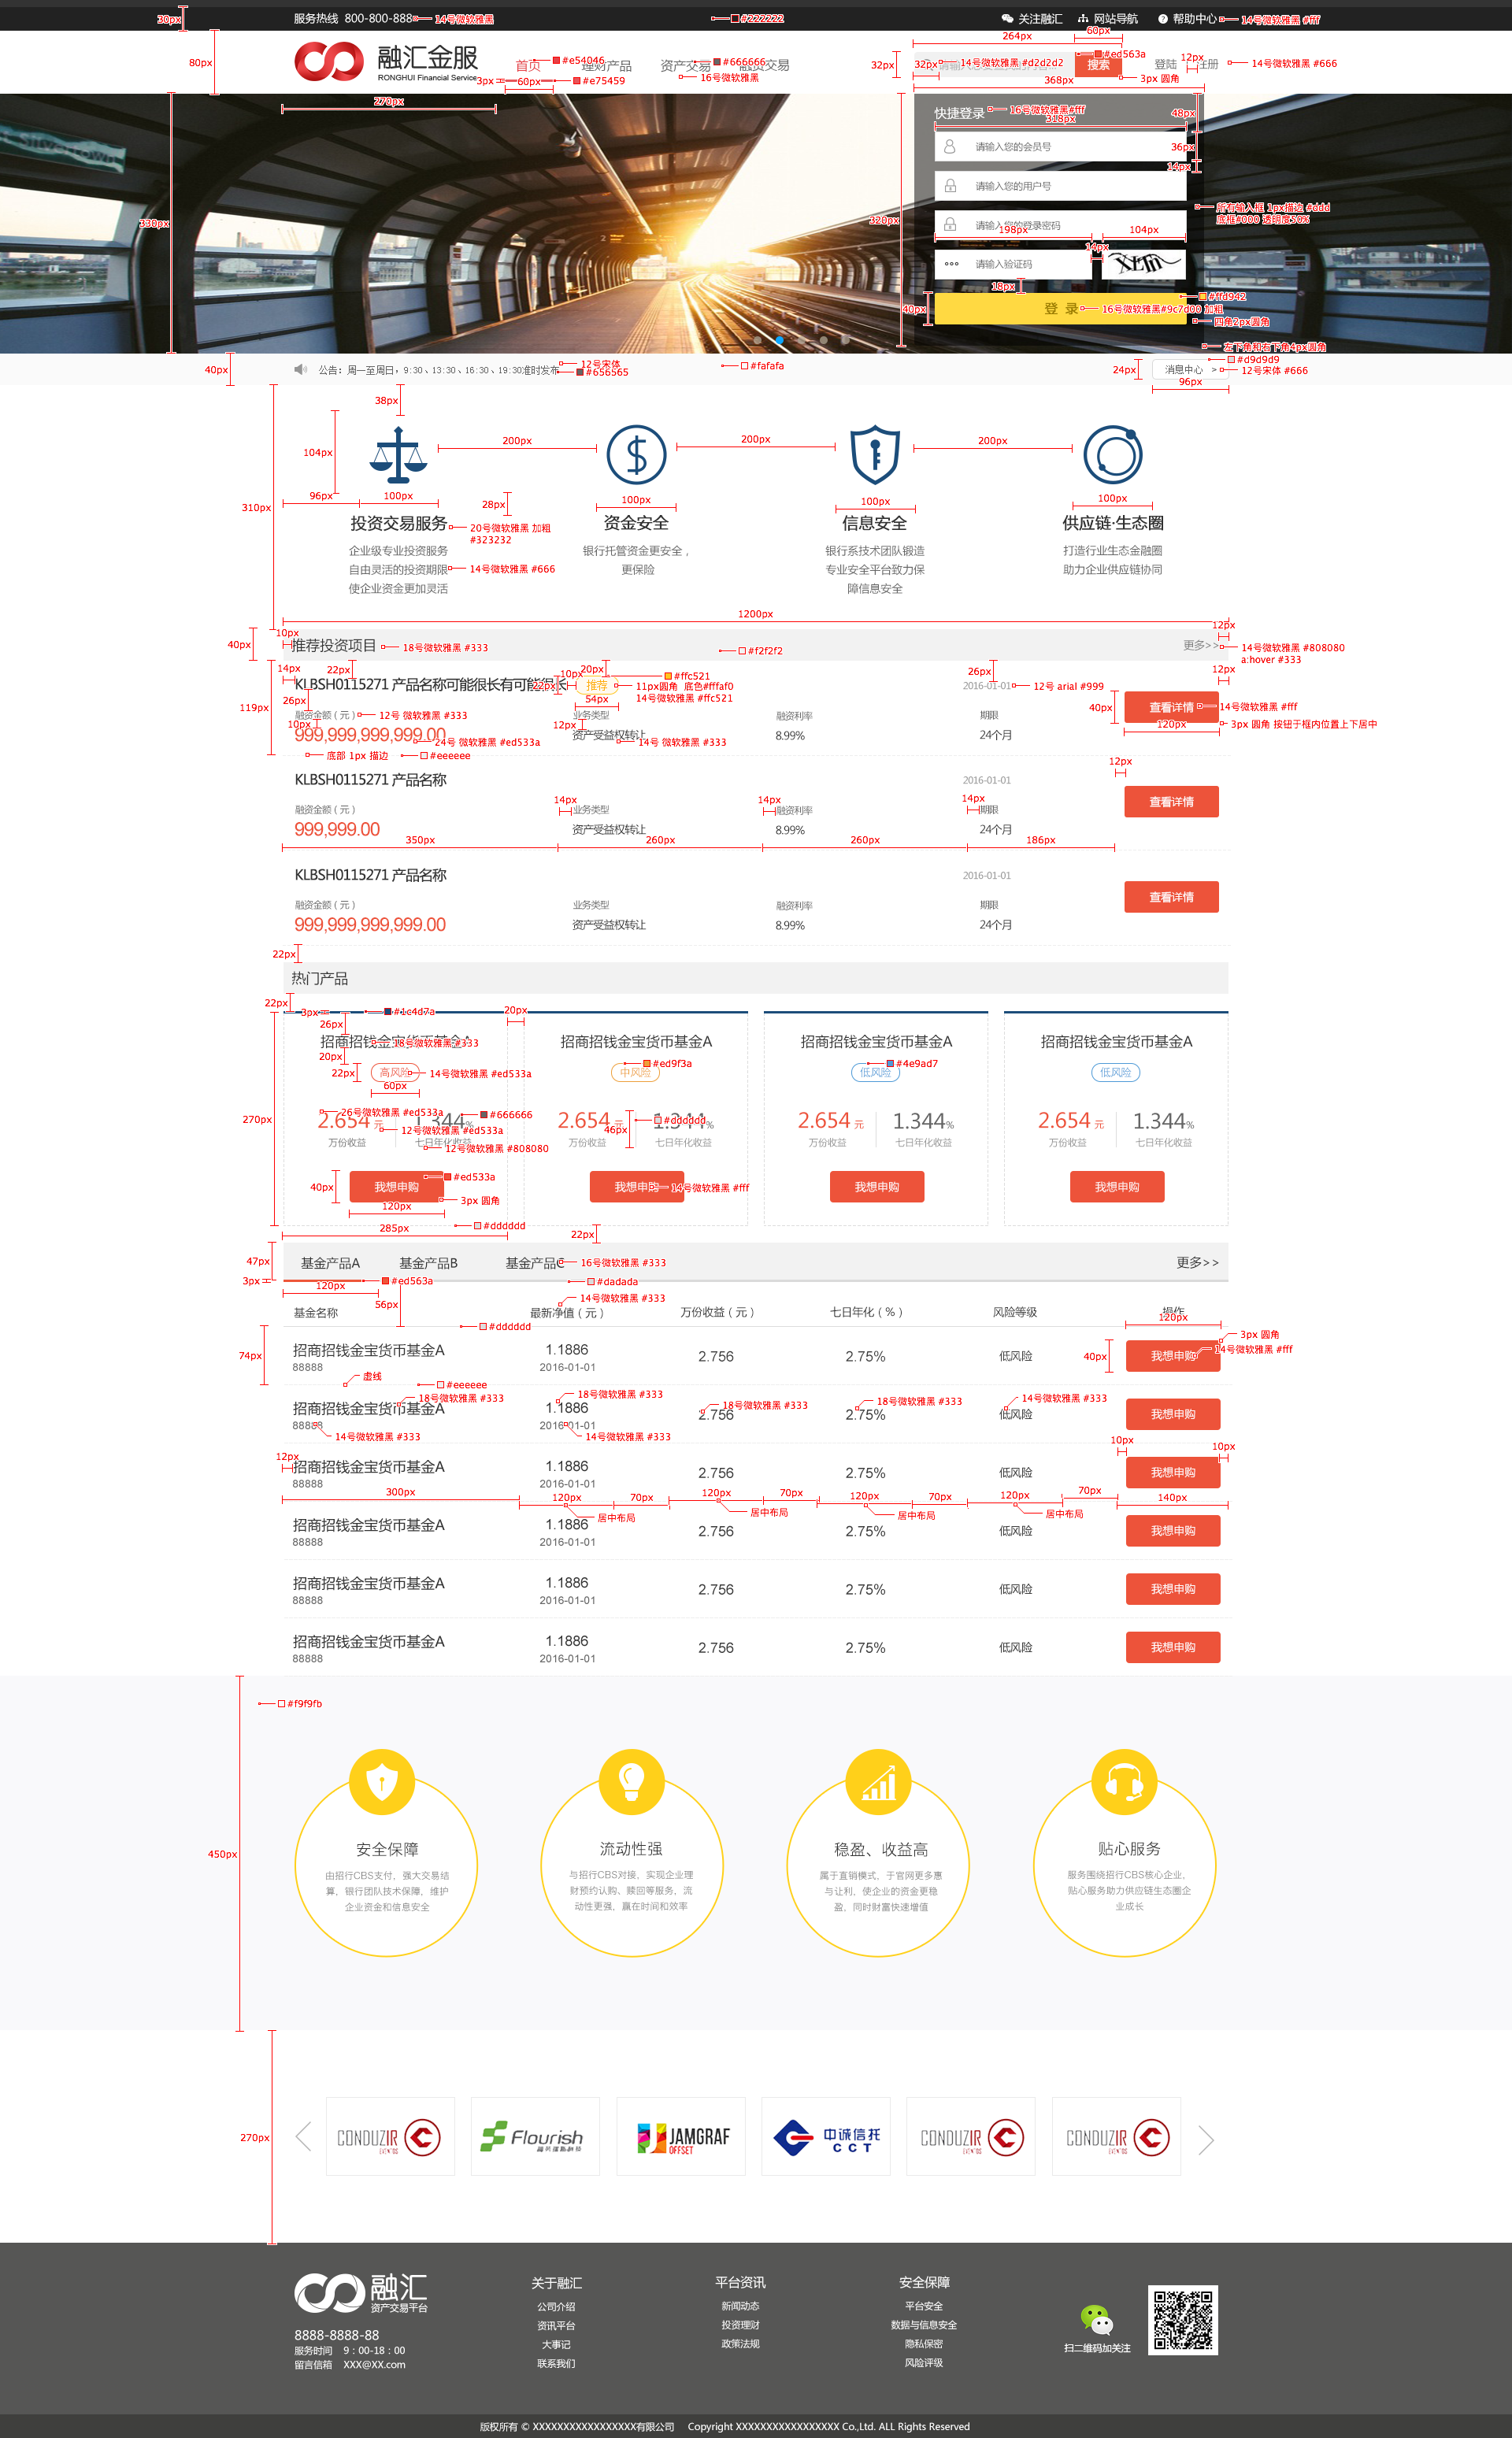 30px
服务热线 800-800-888
14号微软雅黑
#222222
关注融汇
网站导航
帮助中心
14号微软雅黑 #fff
80px
融汇金服
RONGHUI Financial Service
首页
#e54046
理财产品
资产交易
#666666
融资交易
3px
60px
#e75459
16号微软雅黑
264px
60px
32px
32px
14号微软雅黑 #d2d2d2
#ed563a
搜索
12px
登陆
注册
14号微软雅黑 #666
3px 圆角
368px
270px
330px
320px
快捷登录
16号微软雅黑#fff
318px
48px
请输入您的会员号
36px
14px
请输入您的用户号
所有输入框 1px描边 #ddd
底框#000 透明度50%
请输入您的登录密码
198px
104px
14px
请输入验证码
18px
40px
登 录
16号微软雅黑#9c7d00 加粗
#ffd942
四角2px圆角
左下角和右下角4px圆角
40px
公告：周一至周日，9:30、13:30、16:30、19:30准时发布
12号宋体
#656565
#fafafa
24px
消息中心 >
#d9d9d9
12号宋体 #666
96px
38px
104px
200px
200px
200px
310px
96px
100px
28px
100px
100px
100px
投资交易服务
20号微软雅黑 加粗
#323232
资金安全
信息安全
供应链·生态圈
企业级专业投资服务
自由灵活的投资期限
使企业资金更加灵活
14号微软雅黑 #666
银行托管资金更安全，
更保险
银行系技术团队锻造
专业安全平台致力保
障信息安全
打造行业生态金融圈
助力企业供应链协同
1200px
40px
10px
推荐投资项目
18号微软雅黑 #333
#f2f2f2
更多>>
12px
14号微软雅黑 #808080
a:hover #333
14px
22px
KLBSH0115271 产品名称可能很长有可能很长
22px
10px
20px
推荐
54px
#ffc521
11px圆角 底色#fffaf0
14号微软雅黑 #ffc521
26px
2016-01-01
12号 arial #999
12px
119px
26px
融资金额（元）
12号 微软雅黑 #333
10px
999,999,999,999.00
24号 微软雅黑 #ed533a
业务类型
12px
资产受益权转让
14号 微软雅黑 #333
融资利率
8.99%
期限
24个月
40px
查看详情
14号微软雅黑 #fff
120px
3px 圆角 按钮于框内位置上下居中
底部 1px 描边
#eeeeee
KLBSH0115271 产品名称
2016-01-01
12px
融资金额（元）
14px
业务类型
14px
融资利率
14px
期限
查看详情
999,999.00
资产受益权转让
8.99%
24个月
350px
260px
260px
186px
KLBSH0115271 产品名称
2016-01-01
融资金额（元）
业务类型
融资利率
期限
查看详情
999,999,999,999.00
资产受益权转让
8.99%
24个月
22px
热门产品
22px
3px
#1c4d7a
20px
26px
招商招钱金宝货币基金A
18号微软雅黑 #333
招商招钱金宝货币基金A
招商招钱金宝货币基金A
招商招钱金宝货币基金A
20px
22px
高风险
14号微软雅黑 #ed533a
60px
中风险
#ed9f3a
低风险
#4e9ad7
低风险
270px
26号微软雅黑 #ed533a
#666666
2.654 元
1.344%
12号微软雅黑 #ed533a
万份收益
七日年化收益
12号微软雅黑 #808080
2.654 元
46px
#dddddd
1.344%
万份收益
七日年化收益
2.654 元
1.344%
万份收益
七日年化收益
2.654 元
1.344%
万份收益
七日年化收益
40px
我想申购
#ed533a
3px 圆角
120px
我想申购
14号微软雅黑 #fff
我想申购
我想申购
285px
#dddddd
22px
47px
基金产品A
基金产品B
基金产品C
16号微软雅黑 #333
更多>>
3px
120px
#ed563a
#dadada
56px
14号微软雅黑 #333
基金名称
最新净值（元）
万份收益（元）
七日年化（%）
风险等级
操作
#dddddd
120px
3px 圆角
74px
招商招钱金宝货币基金A
88888
1.1886
2016-01-01
2.756
2.75%
低风险
40px
我想申购
14号微软雅黑 #fff
虚线
#eeeeee
招商招钱金宝货币基金A
18号微软雅黑 #333
88888
14号微软雅黑 #333
1.1886
18号微软雅黑 #333
2016-01-01
14号微软雅黑 #333
2.756
18号微软雅黑 #333
2.75%
18号微软雅黑 #333
低风险
14号微软雅黑 #333
我想申购
10px
10px
12px
招商招钱金宝货币基金A
88888
1.1886
2016-01-01
2.756
2.75%
低风险
我想申购
300px
120px
70px
120px
70px
120px
70px
120px
70px
140px
居中布局
居中布局
居中布局
居中布局
招商招钱金宝货币基金A
88888
1.1886
2016-01-01
2.756
2.75%
低风险
我想申购
招商招钱金宝货币基金A
88888
1.1886
2016-01-01
2.756
2.75%
低风险
我想申购
招商招钱金宝货币基金A
88888
1.1886
2016-01-01
2.756
2.75%
低风险
我想申购
#f9f9fb
450px
安全保障
由招行CBS支付，强大交易结
算，银行团队技术保障，维护
企业资金和信息安全
流动性强
与招行CBS对接，实现企业理
财预约认购、赎回等服务，流
动性更强，赢在时间和效率
稳盈、收益高
属于直销模式，于官网更多惠
与让利，使企业的资金更稳
盈，同时财富快速增值
贴心服务
服务围绕招行CBS核心企业，
贴心服务助力供应链生态圈企
业成长
270px
CONDUZIR
Flourish
JAMGRAF
OFFSET
中诚信托
CCT
CONDUZIR
CONDUZIR
融汇
资产交易平台
8888-8888-88
服务时间 9：00-18：00
留言信箱 XXX@XX.com
关于融汇
公司介绍
资讯平台
大事记
联系我们
平台资讯
新闻动态
投资理财
政策法规
安全保障
平台安全
数据与信息安全
隐私保密
风险评级
扫二维码加关注
版权所有 © XXXXXXXXXXXXXXXXX有限公司 Copyright XXXXXXXXXXXXXXXXX Co.,Ltd. ALL Rights Reserved